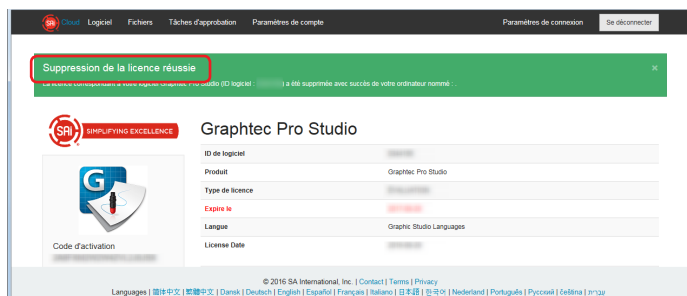 SAi Cloud Logiciel Fichiers Tâches d'approbation Paramètres de compte Paramètres de connexion Se déconnecter
Suppression de la licence réussie ×
La licence correspondant à votre logiciel Graphtec Pro Studio (ID logiciel : ) a été supprimée avec succès de votre ordinateur nommé : .
SAi SIMPLIFYING EXCELLENCE
Graphtec Pro Studio
ID de logiciel
Produit Graphtec Pro Studio
Type de licence
Expire le
Langue Graphic Studio Languages
License Date
G
Code d'activation
© 2016 SA International, Inc. | Contact | Terms | Privacy
Languages | 简体中文 | 繁體中文 | Dansk | Deutsch | English | Español | Français | Italiano | 日本語 | 한국어 | Nederland | Português | Русский | čeština | עברית